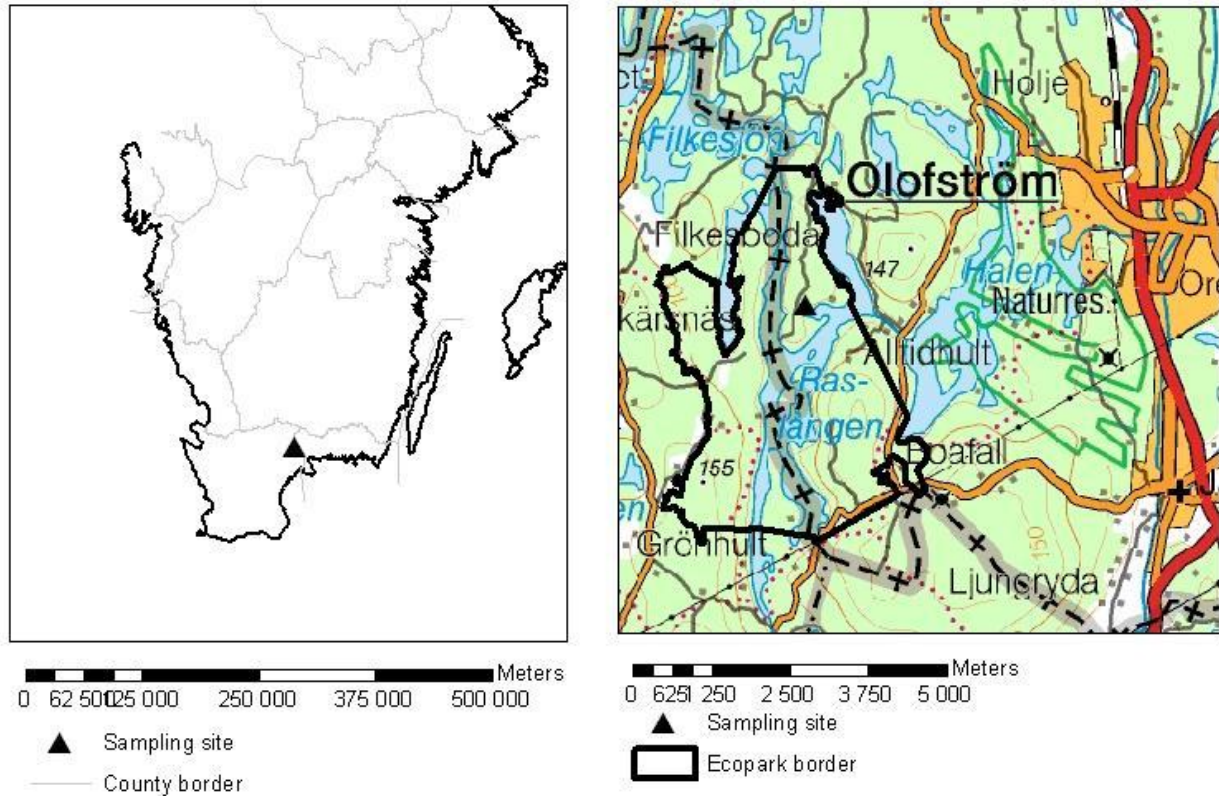 Meters
0 62 500125 000 250 000 375 000 500 000
Sampling site
County border
Holje
Filkesjön
Olofström
Filkesboda
147
Halen-
Naturres.
kärsnäs
Alltidhult
Ras-
längen
Boafall
155
Grönhult
150
Ljungryda
Meters
0 6251 250 2 500 3 750 5 000
Sampling site
Ecopark border